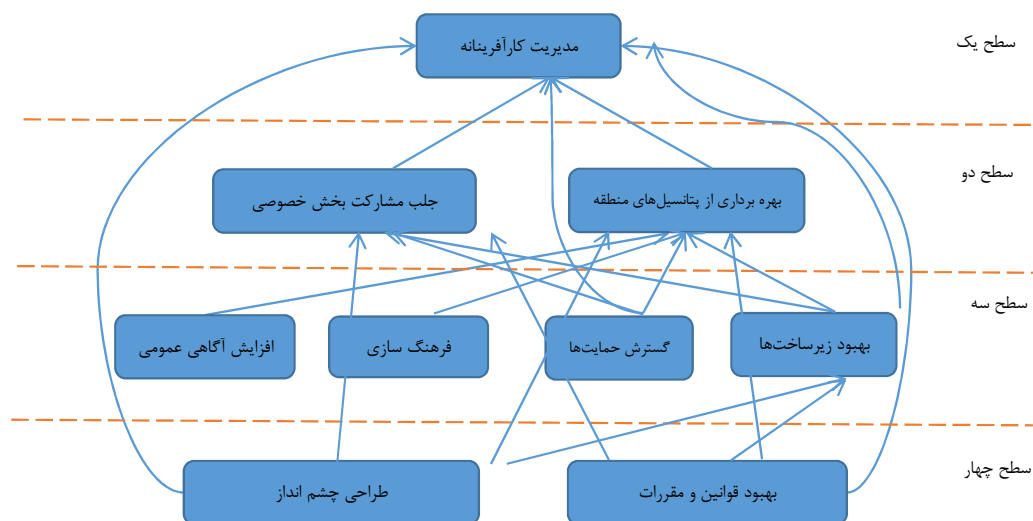 مدیریت کارآفرینانه
سطح یک
سطح دو
بهره برداری از پتانسیل‌های منطقه
جلب مشارکت بخش خصوصی
سطح سه
بهبود زیرساخت‌ها
گسترش حمایت‌ها
فرهنگ سازی
افزایش آگاهی عمومی
سطح چهار
بهبود قوانین و مقررات
طراحی چشم انداز